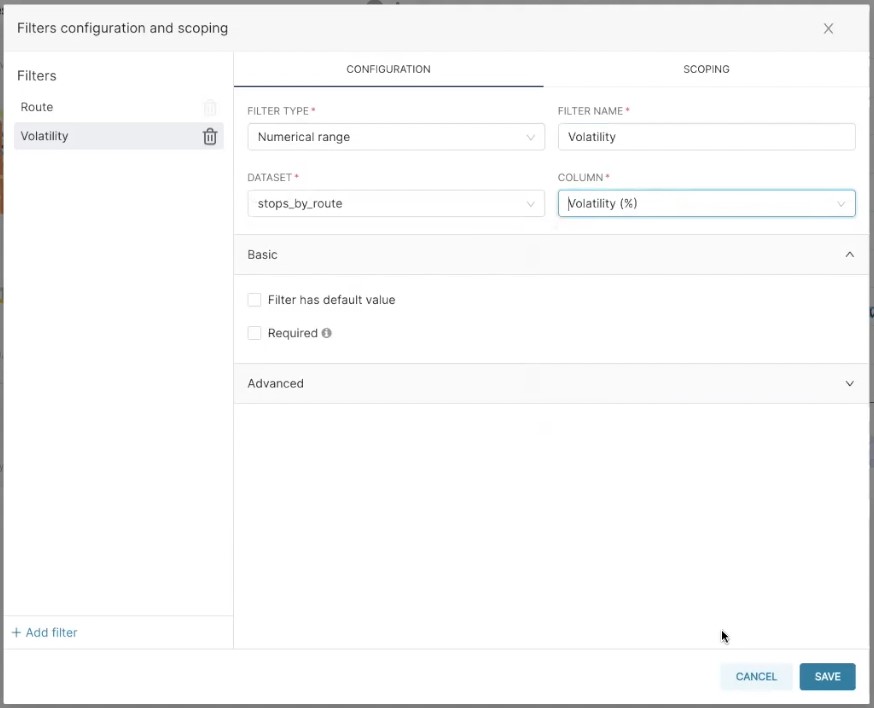 Filters configuration and scoping
Filters
Route
Volatility
+ Add filter
CONFIGURATION
SCOPING
FILTER TYPE *
FILTER NAME *
Numerical range
Volatility
DATASET *
COLUMN *
stops_by_route
Volatility (%)
Basic
Filter has default value
Required
Advanced
CANCEL
SAVE